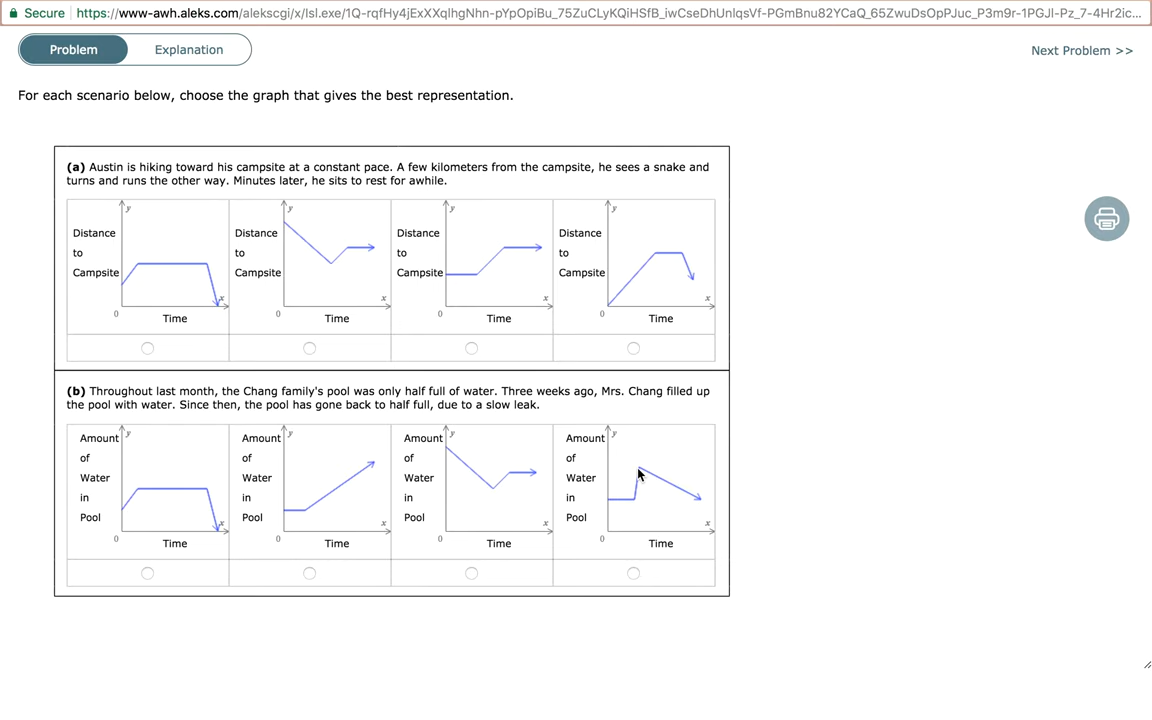 Secure https://www-awh.aleks.com/alekscgi/x/Isl.exe/1Q-rqfHy4jExXXqlhgNhn-pYpOpiBu_75ZuCLyKQiHSfB_iwCseDhUnlqsVf-PGmBnu82YCaQ_65ZwuDsOpPJuc_P3m9r-1PGJl-Pz_7-4Hr2ic...
Problem Explanation Next Problem >>
For each scenario below, choose the graph that gives the best representation.
(a) Austin is hiking toward his campsite at a constant pace. A few kilometers from the campsite, he sees a snake and
turns and runs the other way. Minutes later, he sits to rest for awhile.
y y y y
Distance Distance Distance Distance
to to to to
Campsite Campsite Campsite Campsite
x x x x
0 0 0 0
Time Time Time Time
(b) Throughout last month, the Chang family's pool was only half full of water. Three weeks ago, Mrs. Chang filled up
the pool with water. Since then, the pool has gone back to half full, due to a slow leak.
y y y y
Amount Amount Amount Amount
of of of of
Water Water Water Water
in in in in
Pool Pool Pool Pool
x x x x
0 0 0 0
Time Time Time Time